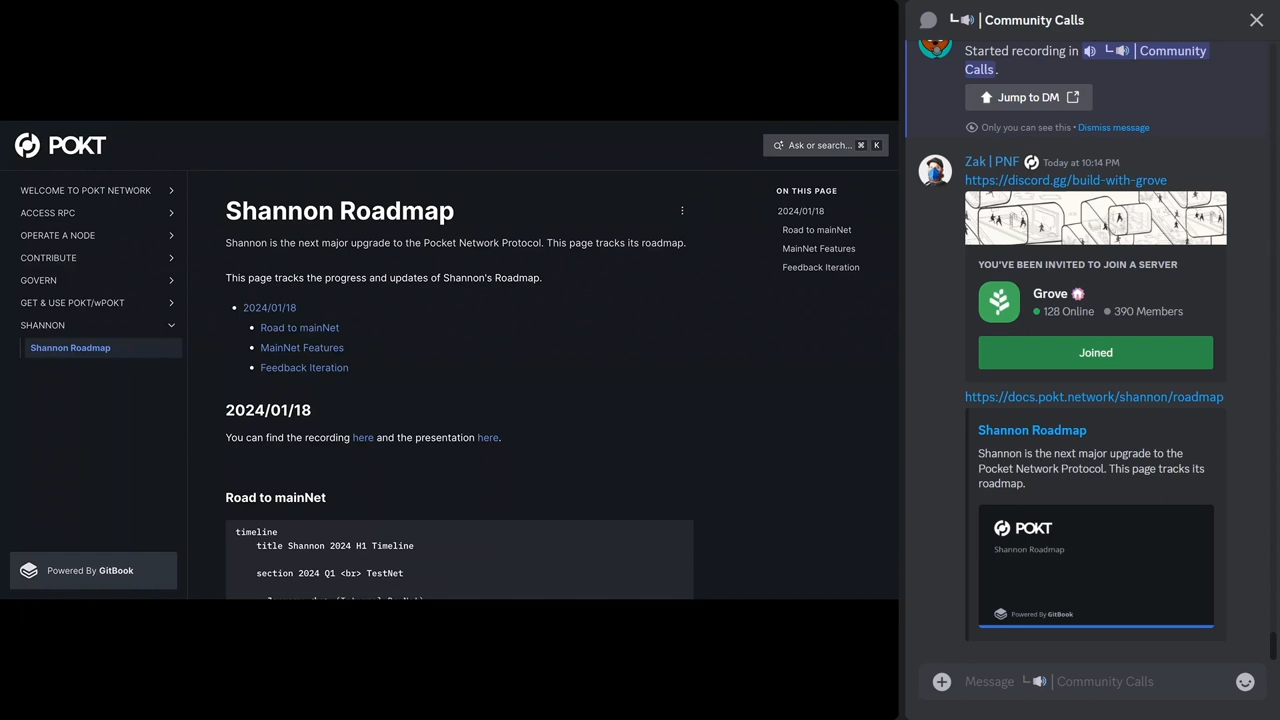 POKT
Ask or search... ⌘ K
WELCOME TO POKT NETWORK
ACCESS RPC
OPERATE A NODE
CONTRIBUTE
GOVERN
GET & USE POKT/wPOKT
SHANNON
Shannon Roadmap
Powered By GitBook
Shannon Roadmap
Shannon is the next major upgrade to the Pocket Network Protocol. This page tracks its roadmap.
This page tracks the progress and updates of Shannon's Roadmap.
2024/01/18
Road to mainNet
MainNet Features
Feedback Iteration
2024/01/18
You can find the recording here and the presentation here.
Road to mainNet
timeline
title Shannon 2024 H1 Timeline
section 2024 Q1 <br> TestNet
ON THIS PAGE
2024/01/18
Road to mainNet
MainNet Features
Feedback Iteration
Community Calls
Started recording in Community
Calls.
Jump to DM
Only you can see this • Dismiss message
Zak | PNF Today at 10:14 PM
https://discord.gg/build-with-grove
YOU'VE BEEN INVITED TO JOIN A SERVER
Grove
128 Online 390 Members
Joined
https://docs.pokt.network/shannon/roadmap
Shannon Roadmap
Shannon is the next major upgrade to the
Pocket Network Protocol. This page tracks its
roadmap.
POKT
Shannon Roadmap
Powered By GitBook
Message Community Calls